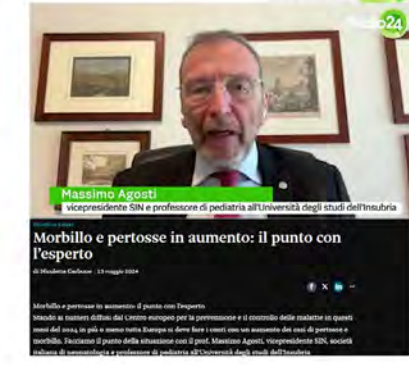 24
Massimo Agosti
vicepresidente SIN e professore di pediatria all'Università degli studi dell'Insubria
Morbillo e pertosse in aumento: il punto con
l'esperto
di Nicoletta Carbone 13 maggio 2024
Morbillo e pertosse in aumento: il punto con l'esperto
Stando ai numeri diffusi dal Centro europeo per la prevenzione e il controllo delle malattie in questi
mesi del 2024 in più o meno tutta Europa si deve fare i conti con un aumento dei casi di pertosse e
morbillo. Facciamo il punto della situazione con il prof. Massimo Agosti, vicepresidente SIN, società
italiana di neonatologia e professore di pediatria all'Università degli studi dell'Insubria